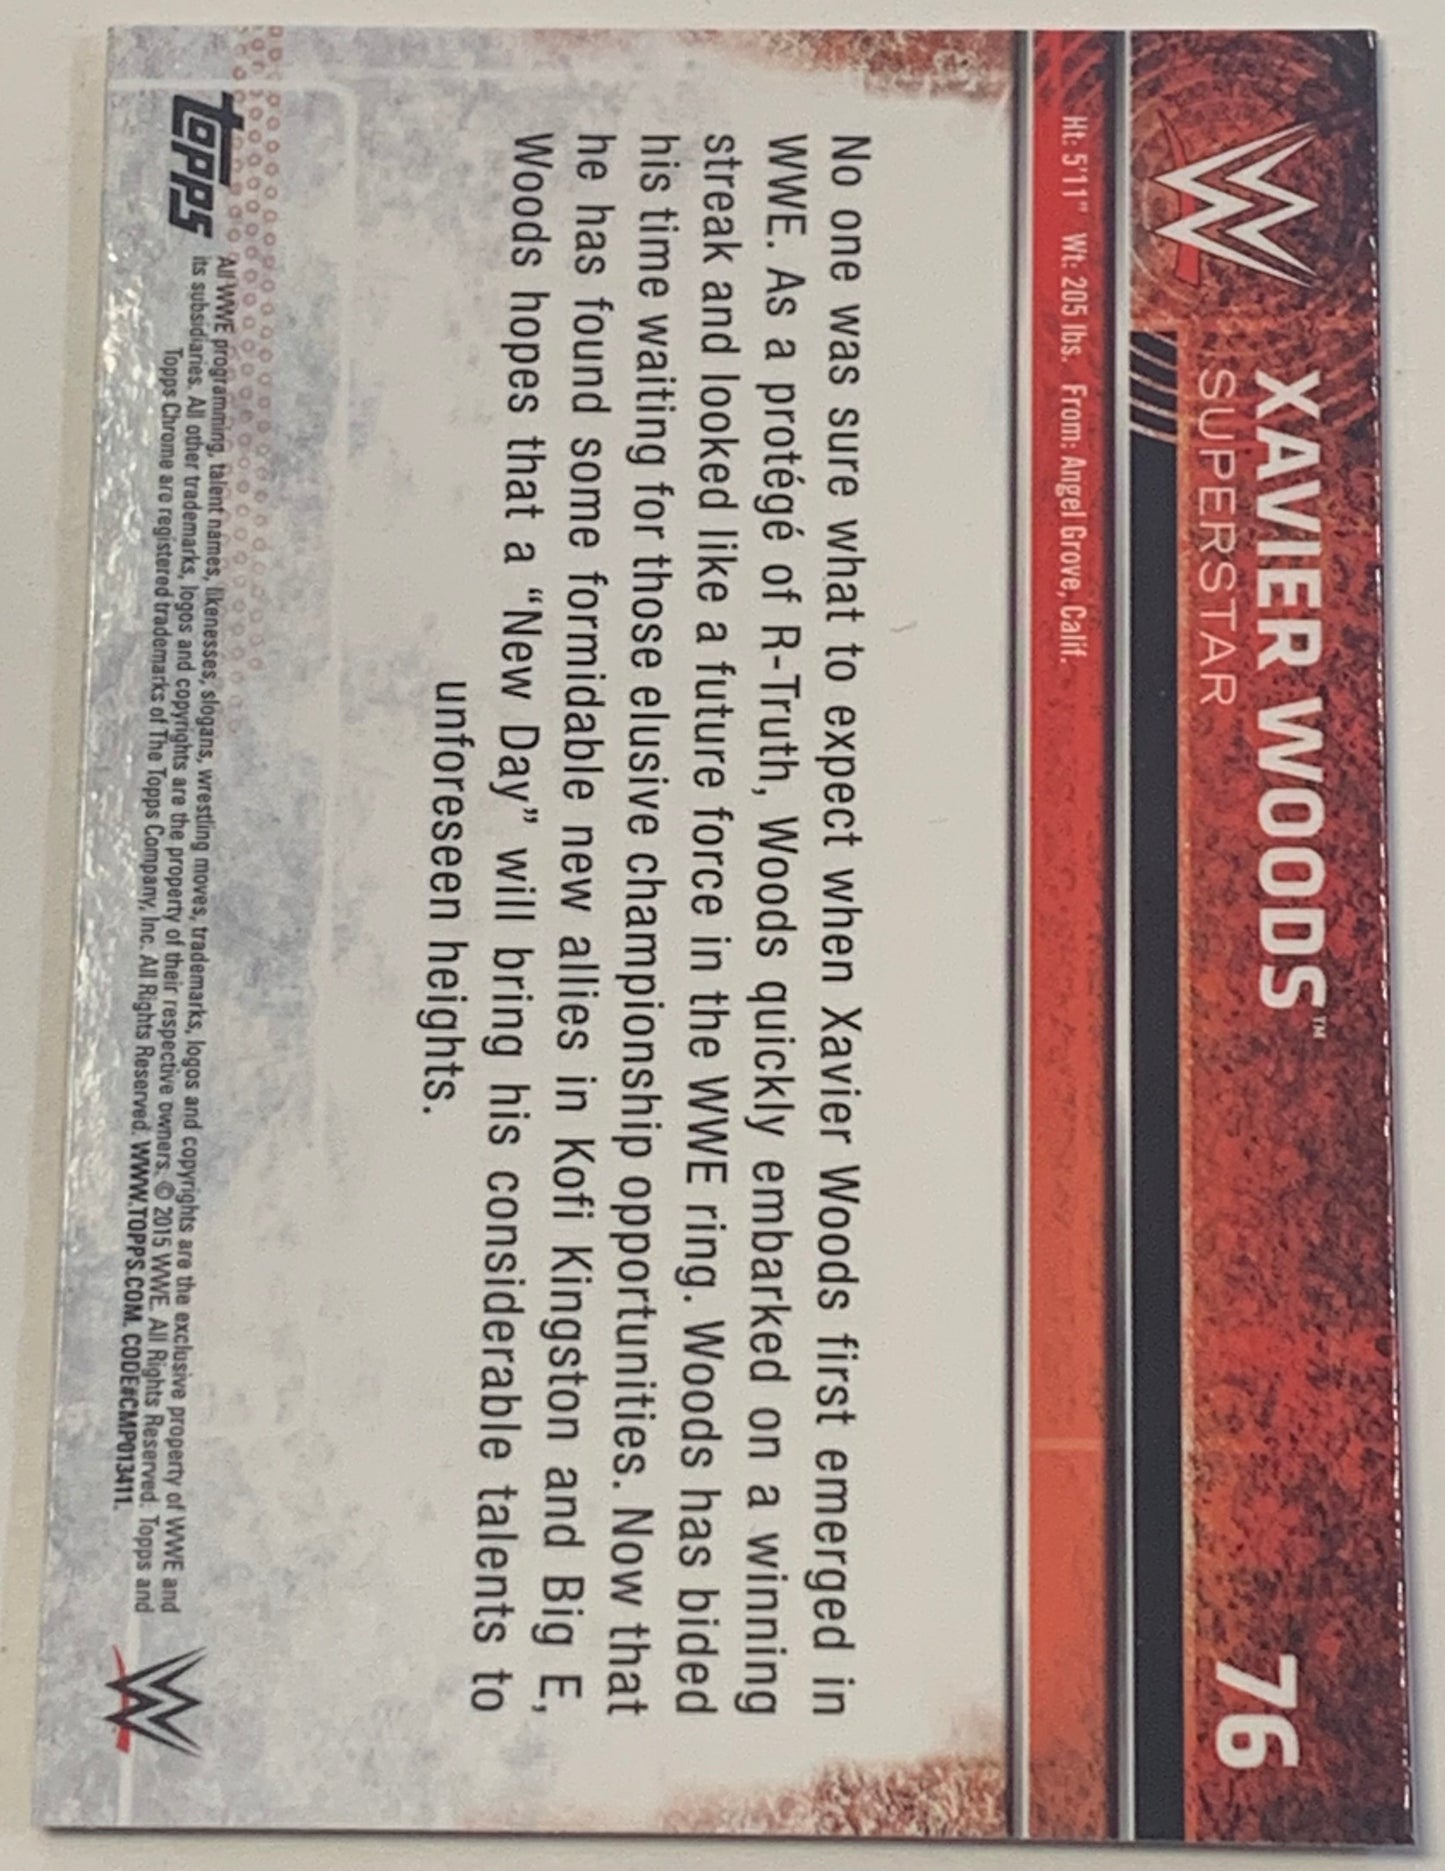 XAVIER WOODS™
SUPERSTAR
76
Ht: 5'11" Wt: 205 lbs. From: Angel Grove, Calif.
No one was sure what to expect when Xavier Woods first emerged in
WWE. As a protégé of R-Truth, Woods quickly embarked on a winning
streak and looked like a future force in the WWE ring. Woods has bided
his time waiting for those elusive championship opportunities. Now that
he has found some formidable new allies in Kofi Kingston and Big E,
Woods hopes that a “New Day” will bring his considerable talents to
unforeseen heights.
topps
All WWE programming, talent names, likenesses, slogans, wrestling moves, trademarks, logos and copyrights are the exclusive property of WWE and
its subsidiaries. All other trademarks, logos and copyrights are the property of their respective owners. © 2015 WWE. All Rights Reserved. Topps and
Topps Chrome are registered trademarks of The Topps Company, Inc. All Rights Reserved. WWW.TOPPS.COM. CODE#CMP013411.